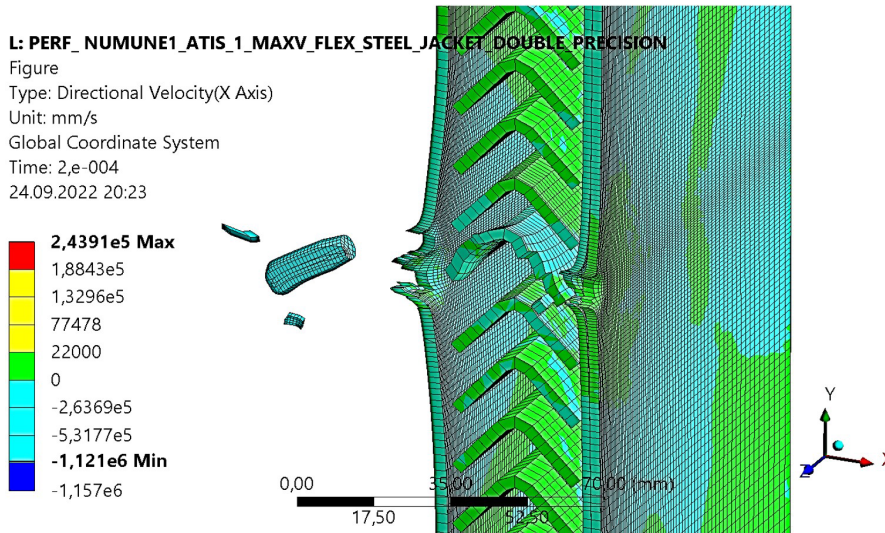 L: PERF_ NUMUNE1_ATIS_1_MAXV_FLEX_STEEL_JACKET_DOUBLE_PRECISION
Figure
Type: Directional Velocity(X Axis)
Unit: mm/s
Global Coordinate System
Time: 2,e-004
24.09.2022 20:23
2,4391e5 Max
1,8843e5
1,3296e5
77478
22000
0
-2,6369e5
-5,3177e5
-1,121e6 Min
-1,157e6
0,00 35,00 70,00 (mm)
17,50 52,50
Y
X
Z